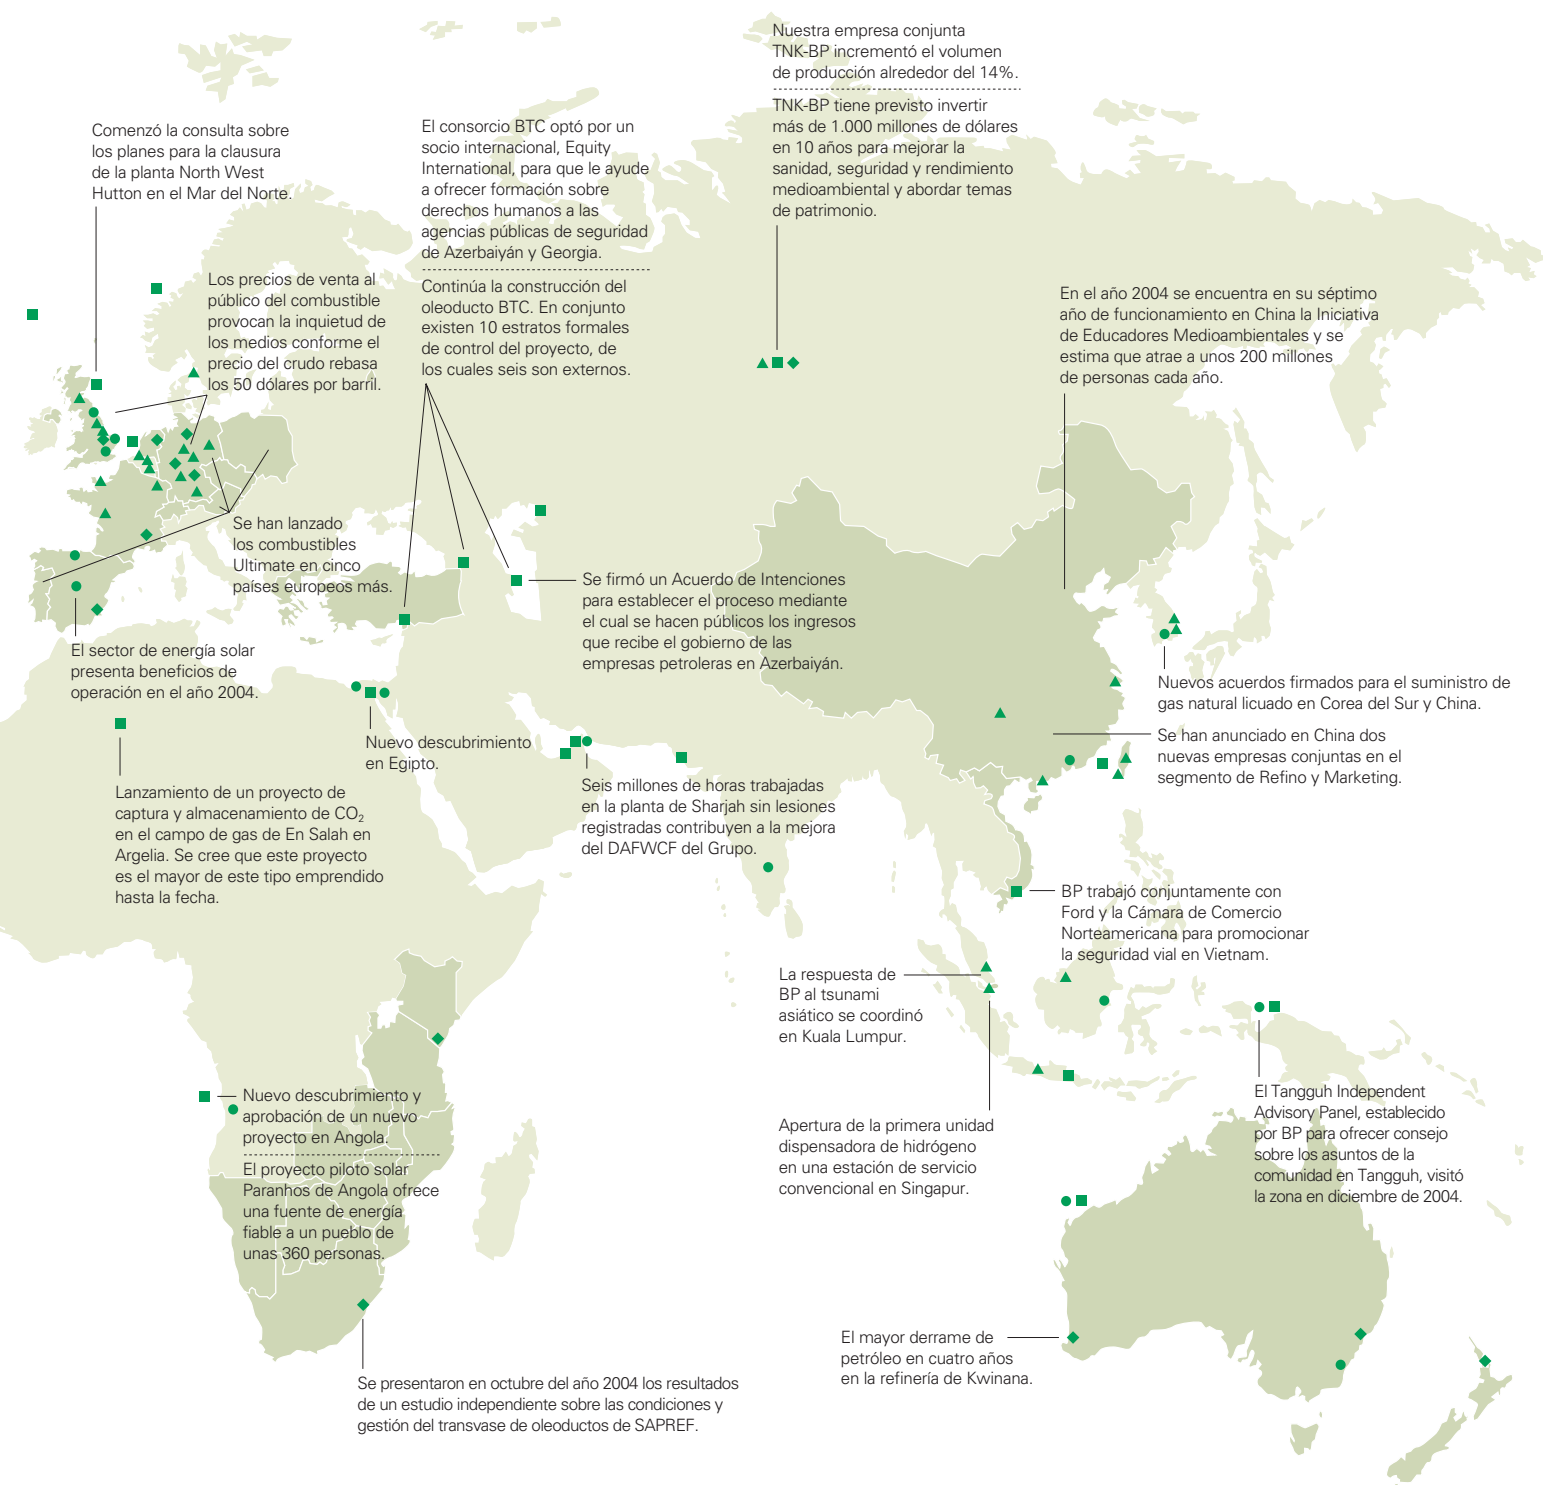 Nuestra empresa conjunta
TNK-BP incrementó el volumen
de producción alrededor del 14%.
TNK-BP tiene previsto invertir
más de 1.000 millones de dólares
en 10 años para mejorar la
sanidad, seguridad y rendimiento
medioambiental y abordar temas
de patrimonio.
Comenzó la consulta sobre
los planes para la clausura
de la planta North West
Hutton en el Mar del Norte.
El consorcio BTC optó por un
socio internacional, Equity
International, para que le ayude
a ofrecer formación sobre
derechos humanos a las
agencias públicas de seguridad
de Azerbaiyán y Georgia.
Continúa la construcción del
oleoducto BTC. En conjunto
existen 10 estratos formales
de control del proyecto, de
los cuales seis son externos.
Los precios de venta al
público del combustible
provocan la inquietud de
los medios conforme el
precio del crudo rebasa
los 50 dólares por barril.
En el año 2004 se encuentra en su séptimo
año de funcionamiento en China la Iniciativa
de Educadores Medioambientales y se
estima que atrae a unos 200 millones
de personas cada año.
Se han lanzado
los combustibles
Ultimate en cinco
países europeos más.
Se firmó un Acuerdo de Intenciones
para establecer el proceso mediante
el cual se hacen públicos los ingresos
que recibe el gobierno de las
empresas petroleras en Azerbaiyán.
El sector de energía solar
presenta beneficios de
operación en el año 2004.
Nuevos acuerdos firmados para el suministro de
gas natural licuado en Corea del Sur y China.
Se han anunciado en China dos
nuevas empresas conjuntas en el
segmento de Refino y Marketing.
Nuevo descubrimiento
en Egipto.
Seis millones de horas trabajadas
en la planta de Sharjah sin lesiones
registradas contribuyen a la mejora
del DAFWCF del Grupo.
Lanzamiento de un proyecto de
captura y almacenamiento de CO₂
en el campo de gas de En Salah en
Argelia. Se cree que este proyecto
es el mayor de este tipo emprendido
hasta la fecha.
BP trabajó conjuntamente con
Ford y la Cámara de Comercio
Norteamericana para promocionar
la seguridad vial en Vietnam.
La respuesta de
BP al tsunami
asiático se coordinó
en Kuala Lumpur.
Nuevo descubrimiento y
aprobación de un nuevo
proyecto en Angola.
El proyecto piloto solar
Paranhos de Angola ofrece
una fuente de energía
fiable a un pueblo de
unas 360 personas.
Apertura de la primera unidad
dispensadora de hidrógeno
en una estación de servicio
convencional en Singapur.
El Tangguh Independent
Advisory Panel, establecido
por BP para ofrecer consejo
sobre los asuntos de la
comunidad en Tangguh, visitó
la zona en diciembre de 2004.
El mayor derrame de
petróleo en cuatro años
en la refinería de Kwinana.
Se presentaron en octubre del año 2004 los resultados
de un estudio independiente sobre las condiciones y
gestión del transvase de oleoductos de SAPREF.